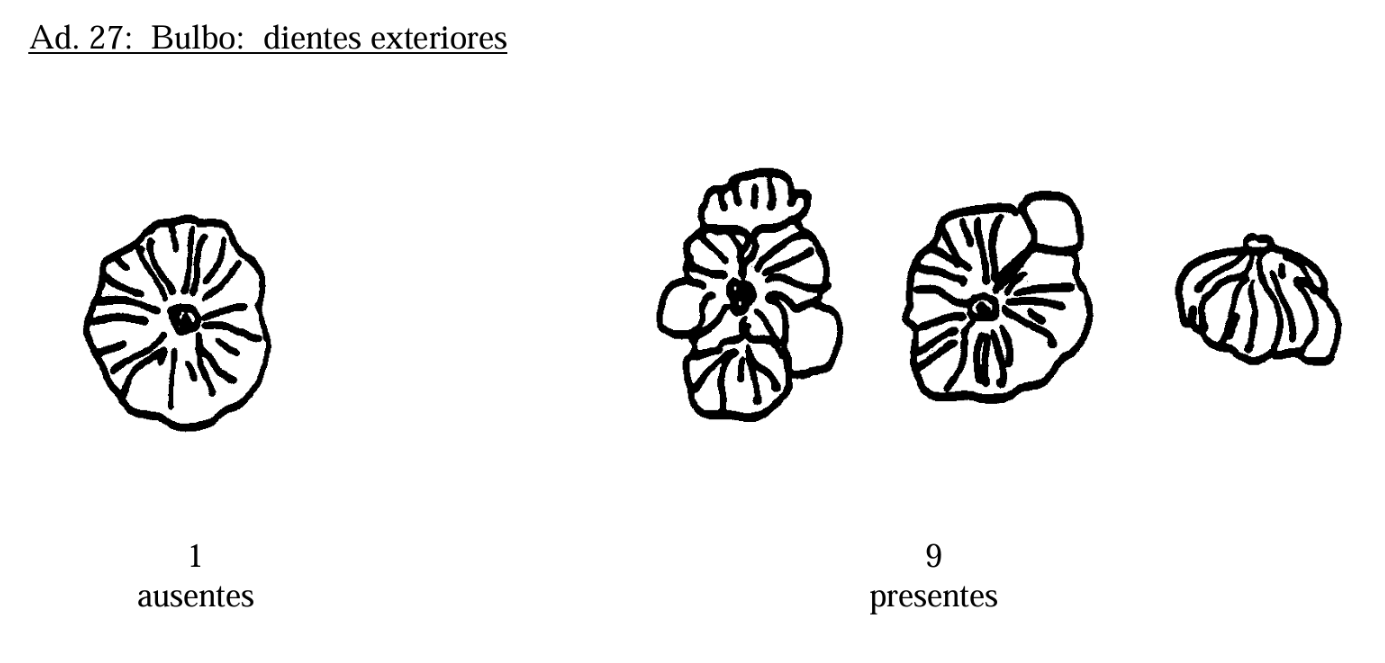 Ad. 27: Bulbo: dientes exteriores
1
ausentes
9
presentes